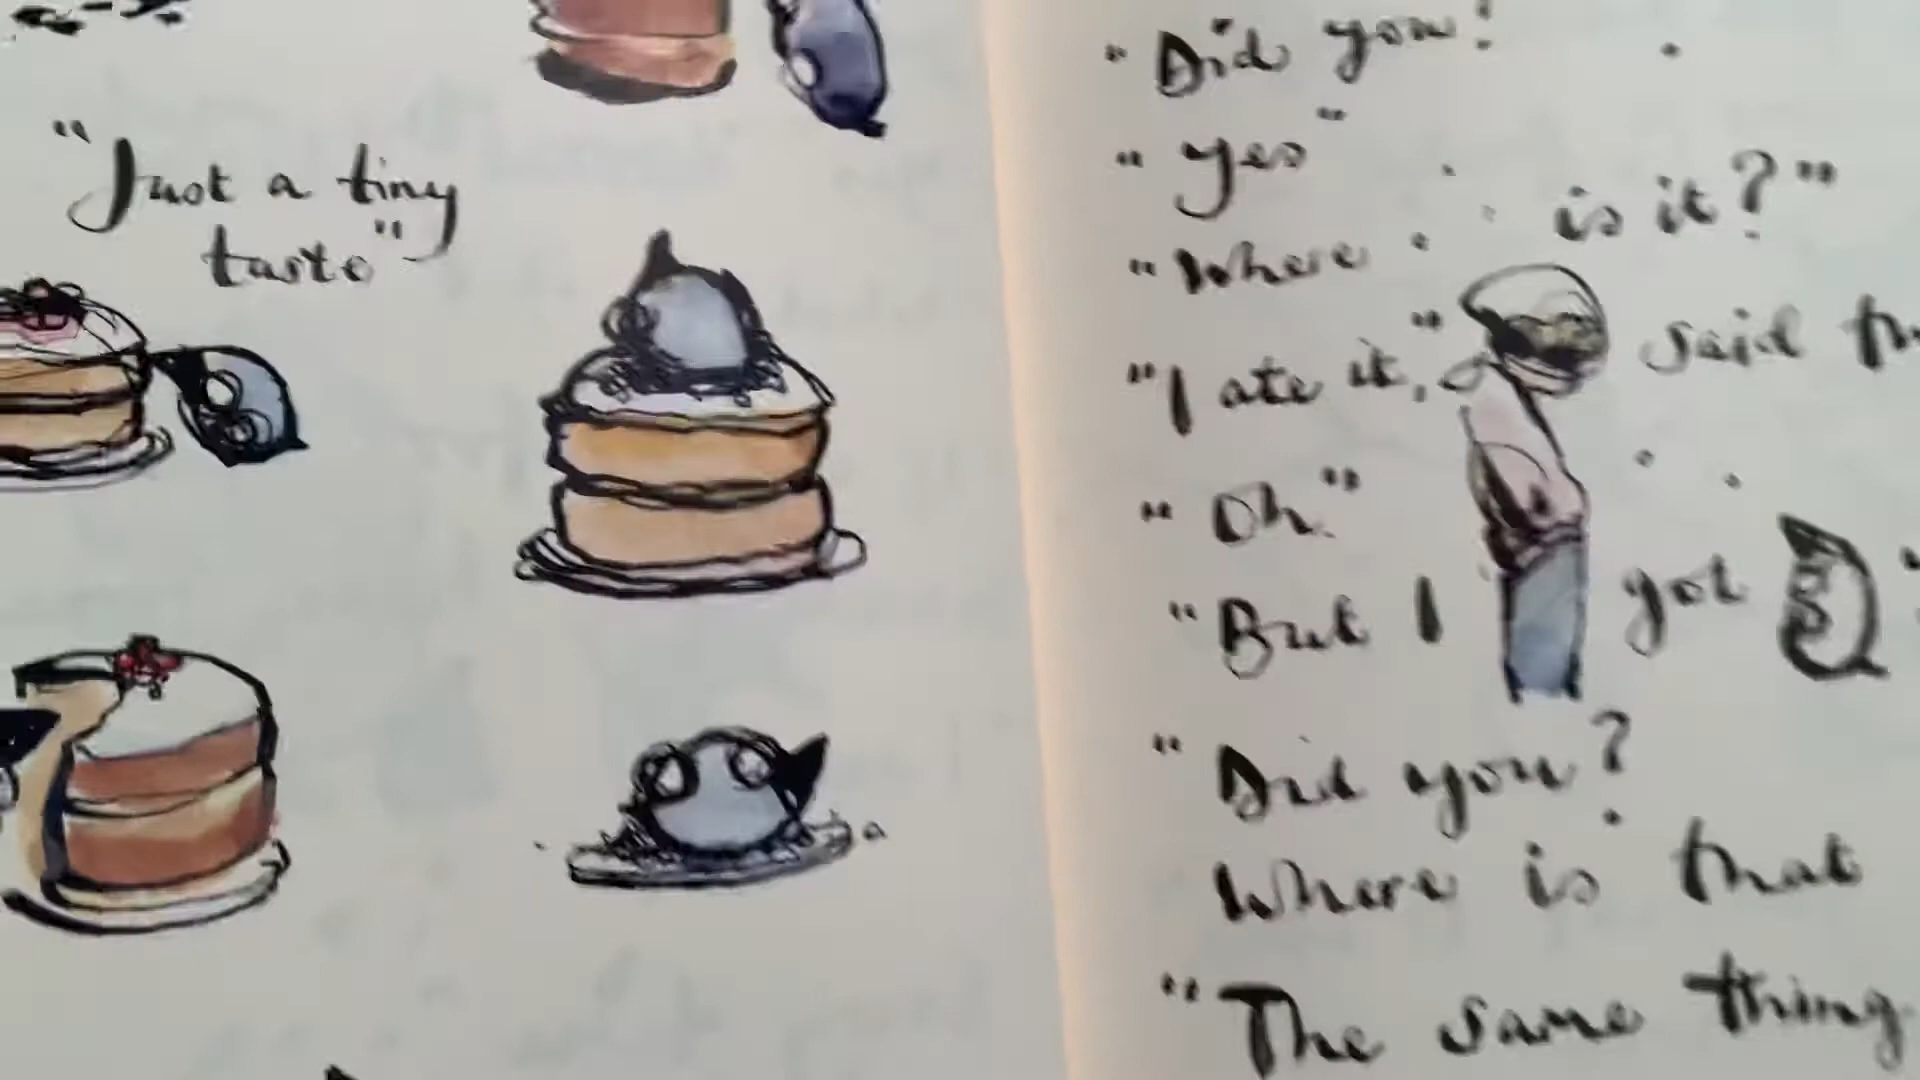 "Just a tiny
taste"
"Did you!
"yes"
"Where is it?"
"I ate it," said
"Oh."
"But I got
"Did you?
Where is that
"The same thing